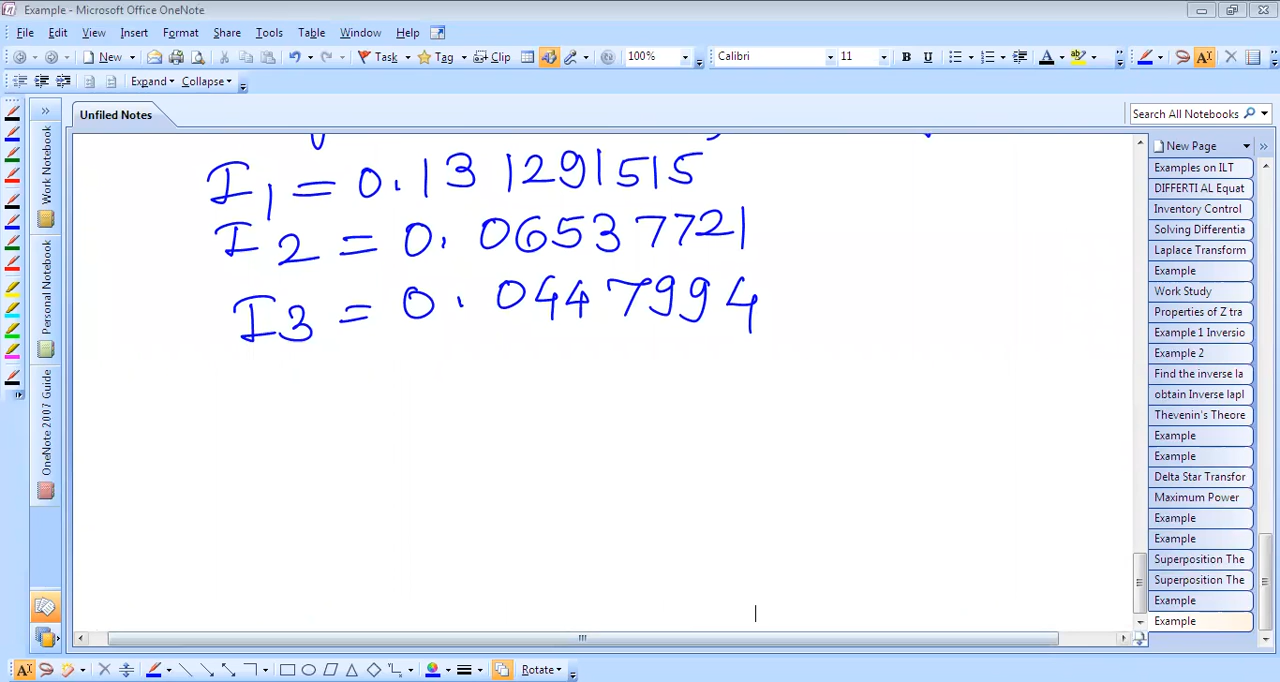 Example - Microsoft Office OneNote
File Edit View Insert Format Share Tools Table Window Help
New Task Tag Clip 100% Calibri 11 B U A ab A
Expand Collapse
Unfiled Notes
Search All Notebooks
I1 = 0.131291515
I2 = 0.06537721
I3 = 0.0447994
Work Notebook
Personal Notebook
OneNote 2007 Guide
New Page
Examples on ILT
DIFFERTI AL Equat
Inventory Control
Solving Differentia
Laplace Transform
Example
Work Study
Properties of Z tra
Example 1 Inversio
Example 2
Find the inverse la
obtain Inverse lapl
Thevenin's Theore
Example
Example
Delta Star Transfor
Maximum Power
Example
Example
Superposition The
Superposition The
Example
Example
A Rotate